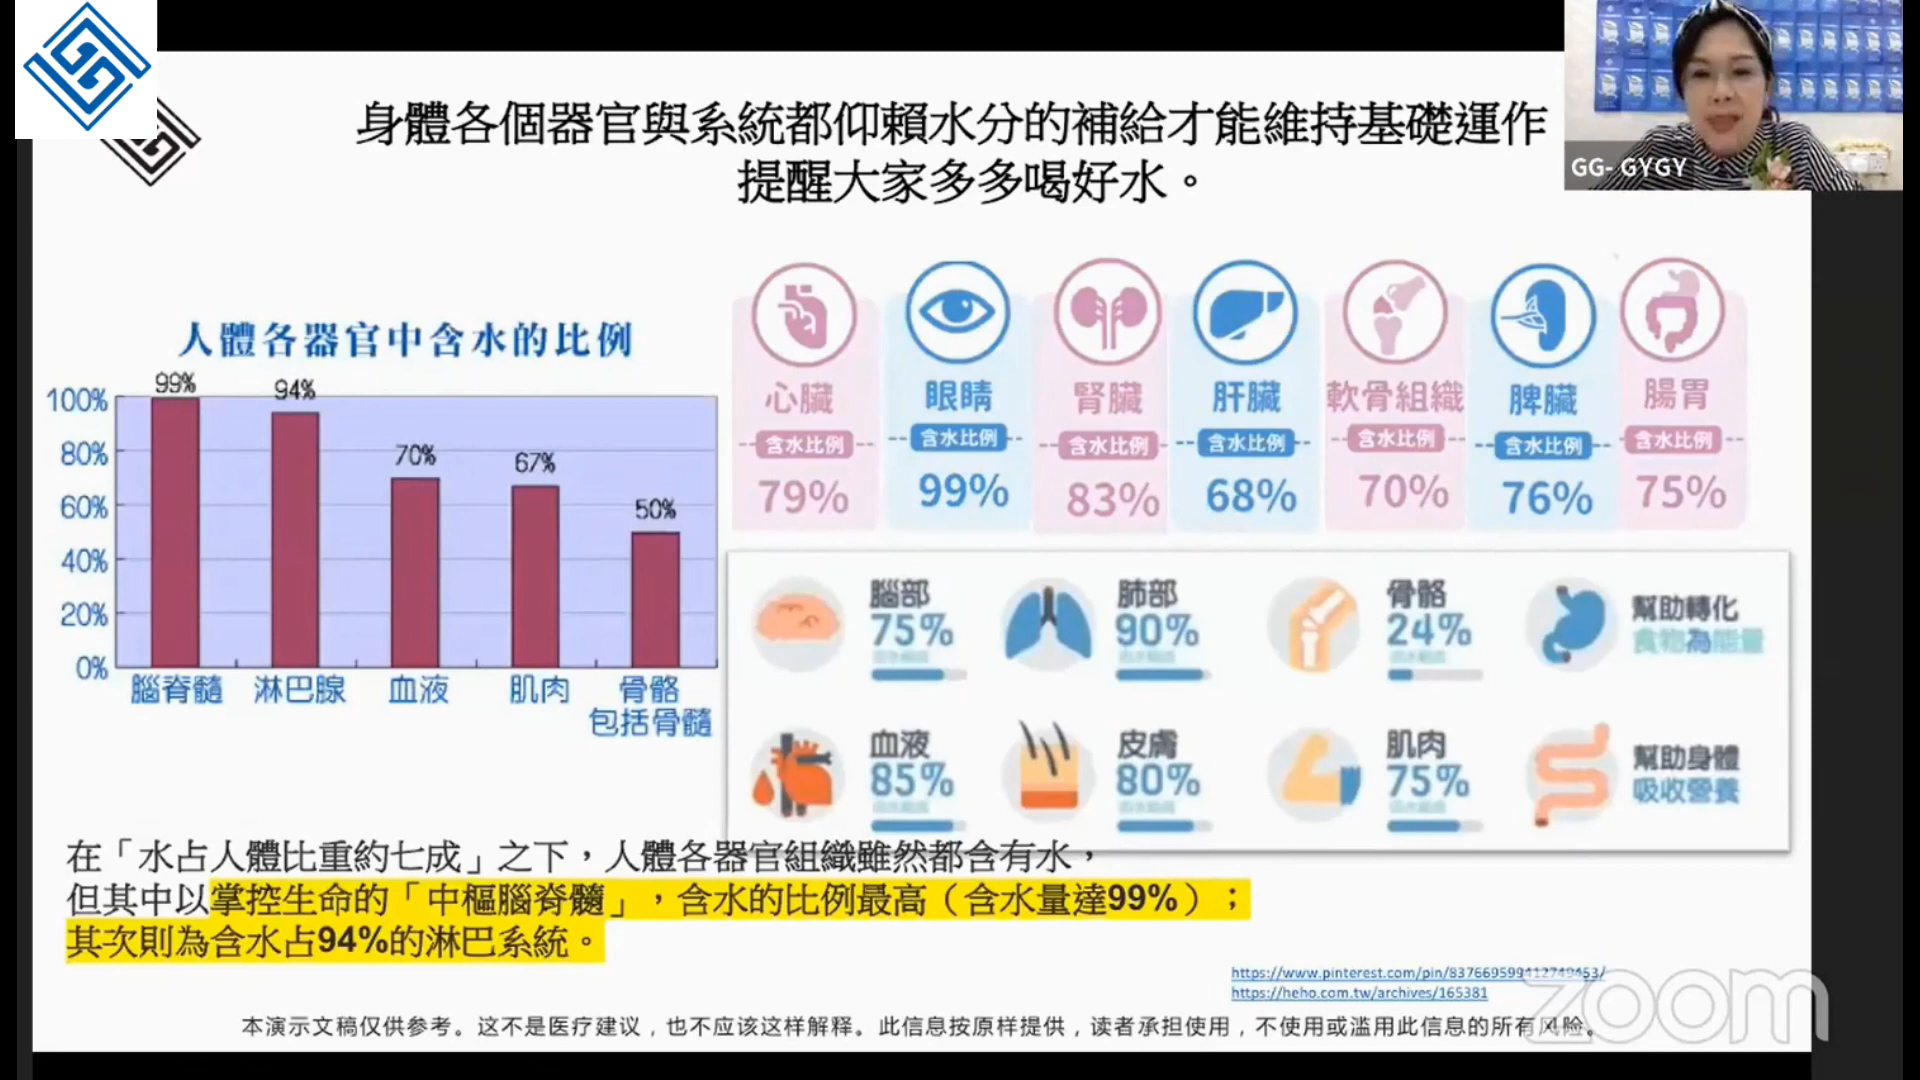 身體各個器官與系統都仰賴水分的補給才能維持基礎運作
提醒大家多多喝好水。
GG- GYGY
人體各器官中含水的比例
100%
80%
60%
40%
20%
0%
99%
94%
70%
67%
50%
腦脊髓
淋巴腺
血液
肌肉
骨骼
包括骨髓
心臟
含水比例
79%
眼睛
含水比例
99%
腎臟
含水比例
83%
肝臟
含水比例
68%
軟骨組織
含水比例
70%
脾臟
含水比例
76%
腸胃
含水比例
75%
腦部
75%
肺部
90%
骨骼
24%
幫助轉化
食物為能量
血液
85%
皮膚
80%
肌肉
75%
幫助身體
吸收營養
在「水占人體比重約七成」之下，人體各器官組織雖然都含有水，
但其中以掌控生命的「中樞腦脊髓」，含水的比例最高（含水量達99%）；
其次則為含水占94%的淋巴系統。
https://www.pinterest.com/pin/837669599412749453/
https://heho.com.tw/archives/165381
本演示文稿仅供参考。这不是医疗建议，也不应该这样解释。此信息按原样提供，读者承担使用，不使用或滥用此信息的所有风险。
zoom